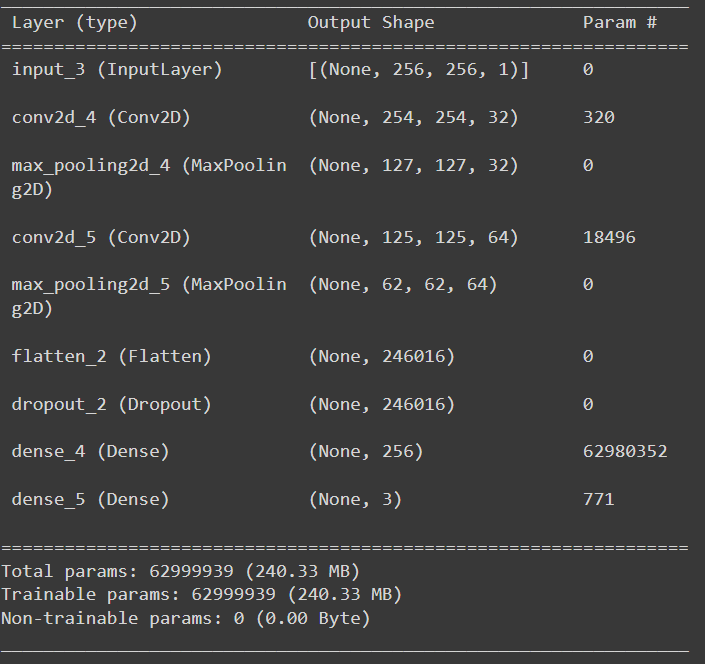 Layer (type) Output Shape Param #
=================================================================
input_3 (InputLayer) [(None, 256, 256, 1)] 0
conv2d_4 (Conv2D) (None, 254, 254, 32) 320
max_pooling2d_4 (MaxPoolin (None, 127, 127, 32) 0
g2D)
conv2d_5 (Conv2D) (None, 125, 125, 64) 18496
max_pooling2d_5 (MaxPoolin (None, 62, 62, 64) 0
g2D)
flatten_2 (Flatten) (None, 246016) 0
dropout_2 (Dropout) (None, 246016) 0
dense_4 (Dense) (None, 256) 62980352
dense_5 (Dense) (None, 3) 771
=================================================================
Total params: 62999939 (240.33 MB)
Trainable params: 62999939 (240.33 MB)
Non-trainable params: 0 (0.00 Byte)